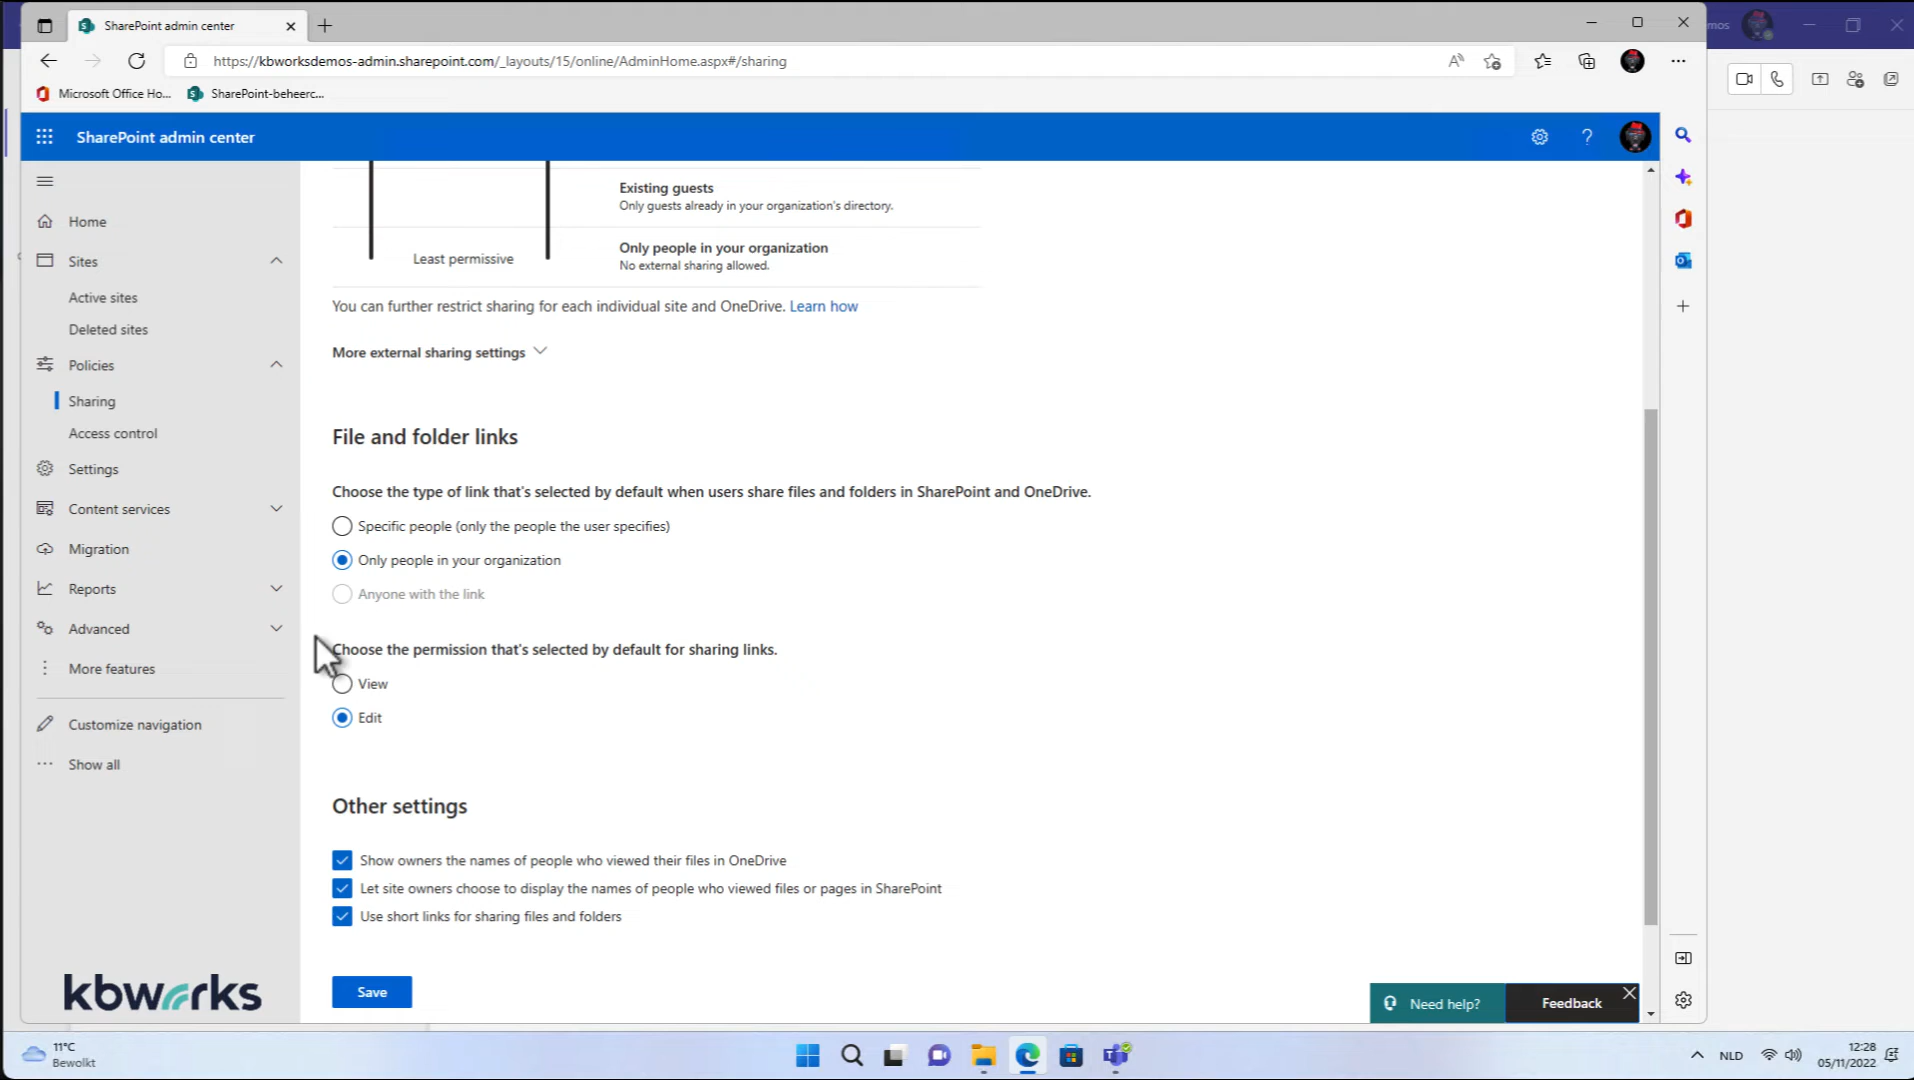 SharePoint admin center
mos
https://kbworksdemos-admin.sharepoint.com/_layouts/15/online/AdminHome.aspx#/sharing
Microsoft Office Ho...
SharePoint-beheerc...
SharePoint admin center
Home
Sites
Active sites
Deleted sites
Policies
Sharing
Access control
Settings
Content services
Migration
Reports
Advanced
More features
Customize navigation
Show all
kbworks
Existing guests
Only guests already in your organization's directory.
Only people in your organization
No external sharing allowed.
Least permissive
You can further restrict sharing for each individual site and OneDrive. Learn how
More external sharing settings
File and folder links
Choose the type of link that's selected by default when users share files and folders in SharePoint and OneDrive.
Specific people (only the people the user specifies)
Only people in your organization
Anyone with the link
Choose the permission that's selected by default for sharing links.
View
Edit
Other settings
Show owners the names of people who viewed their files in OneDrive
Let site owners choose to display the names of people who viewed files or pages in SharePoint
Use short links for sharing files and folders
Save
Need help?
Feedback
11°C
Bewolkt
NLD
12:28
05/11/2022